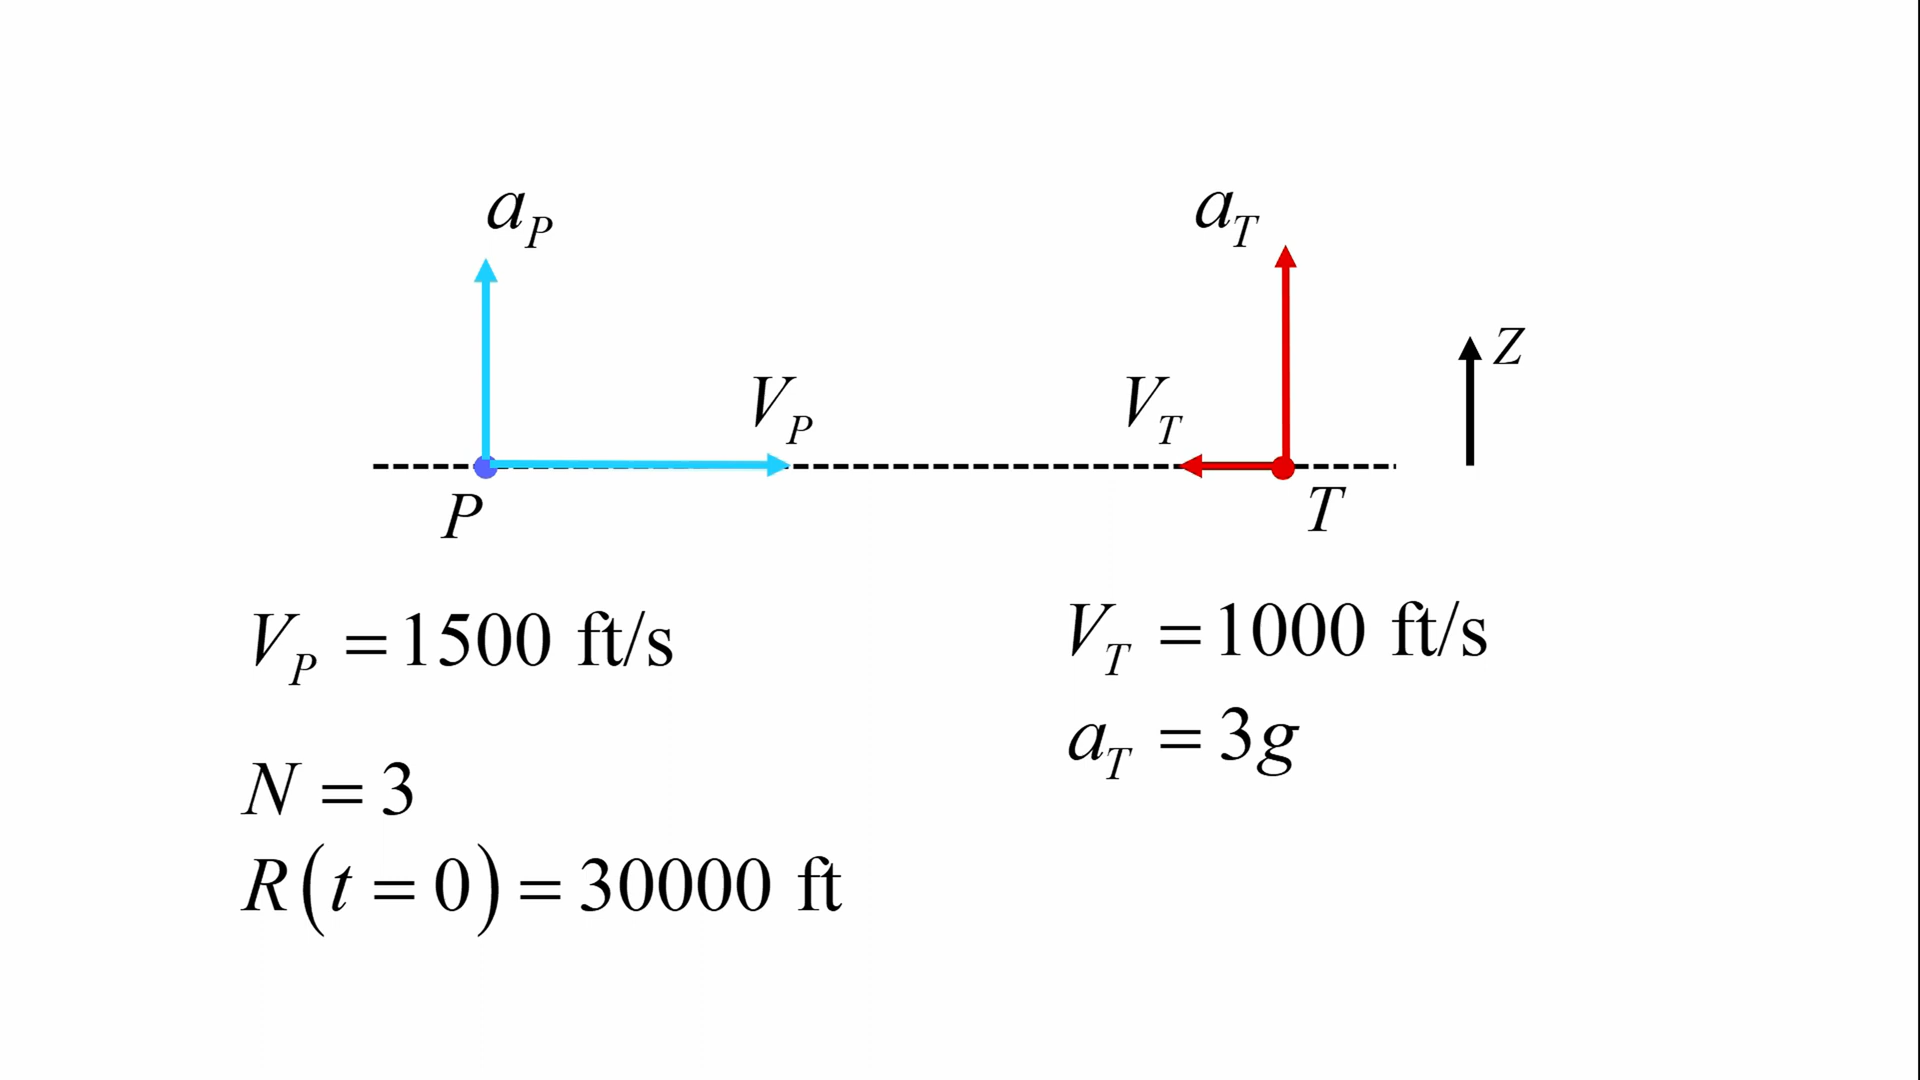 a_P
a_T
Z
V_P
V_T
P
T
V_P = 1500 ft/s
V_T = 1000 ft/s
a_T = 3g
N = 3
R(t = 0) = 30000 ft